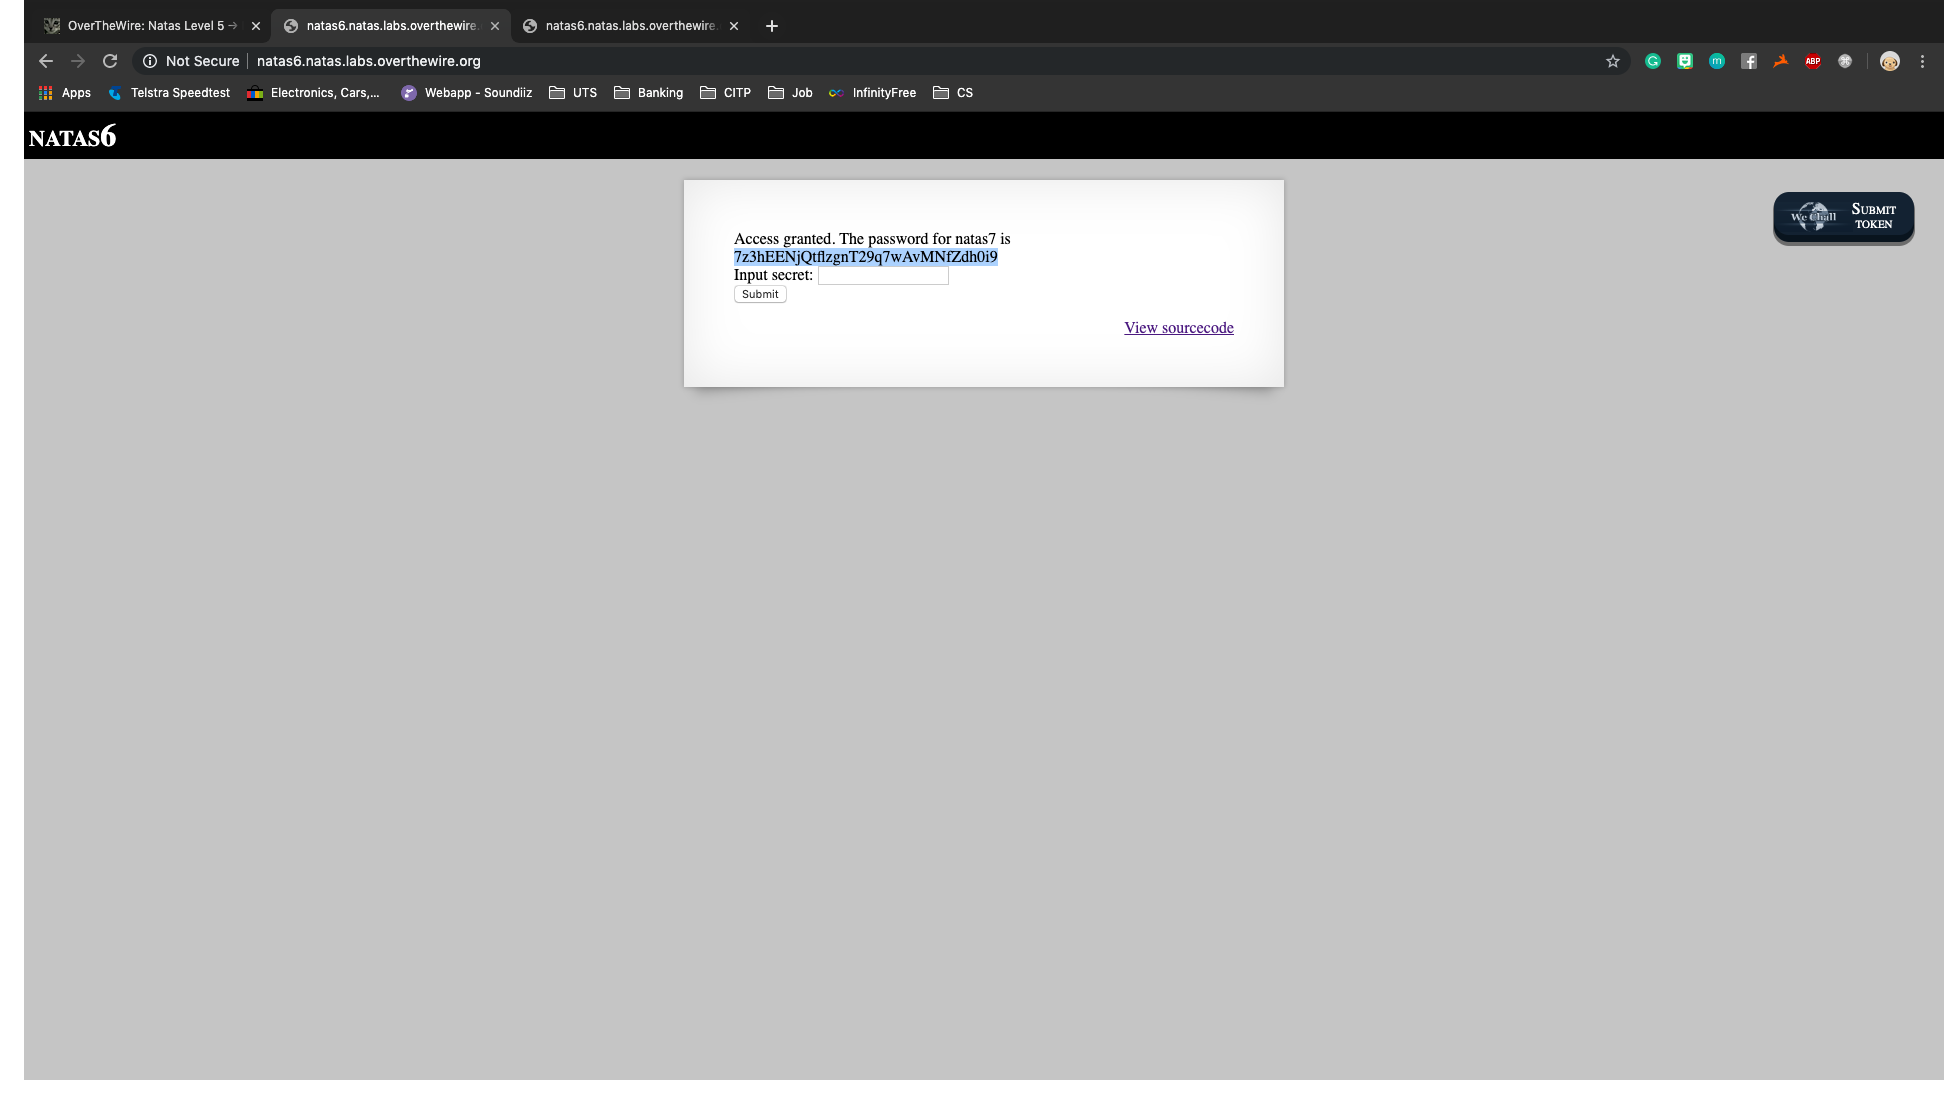 OverTheWire: Natas Level 5 →
natas6.natas.labs.overthewire.
natas6.natas.labs.overthewire.
Not Secure
natas6.natas.labs.overthewire.org
ABP
Apps
Telstra Speedtest
Electronics, Cars,...
Webapp - Soundiiz
UTS
Banking
CITP
Job
InfinityFree
CS
NATAS6
We Chall
SUBMIT
TOKEN
Access granted. The password for natas7 is
7z3hEENjQtflzgnT29q7wAvMNfZdh0i9
Input secret:
Submit
View sourcecode